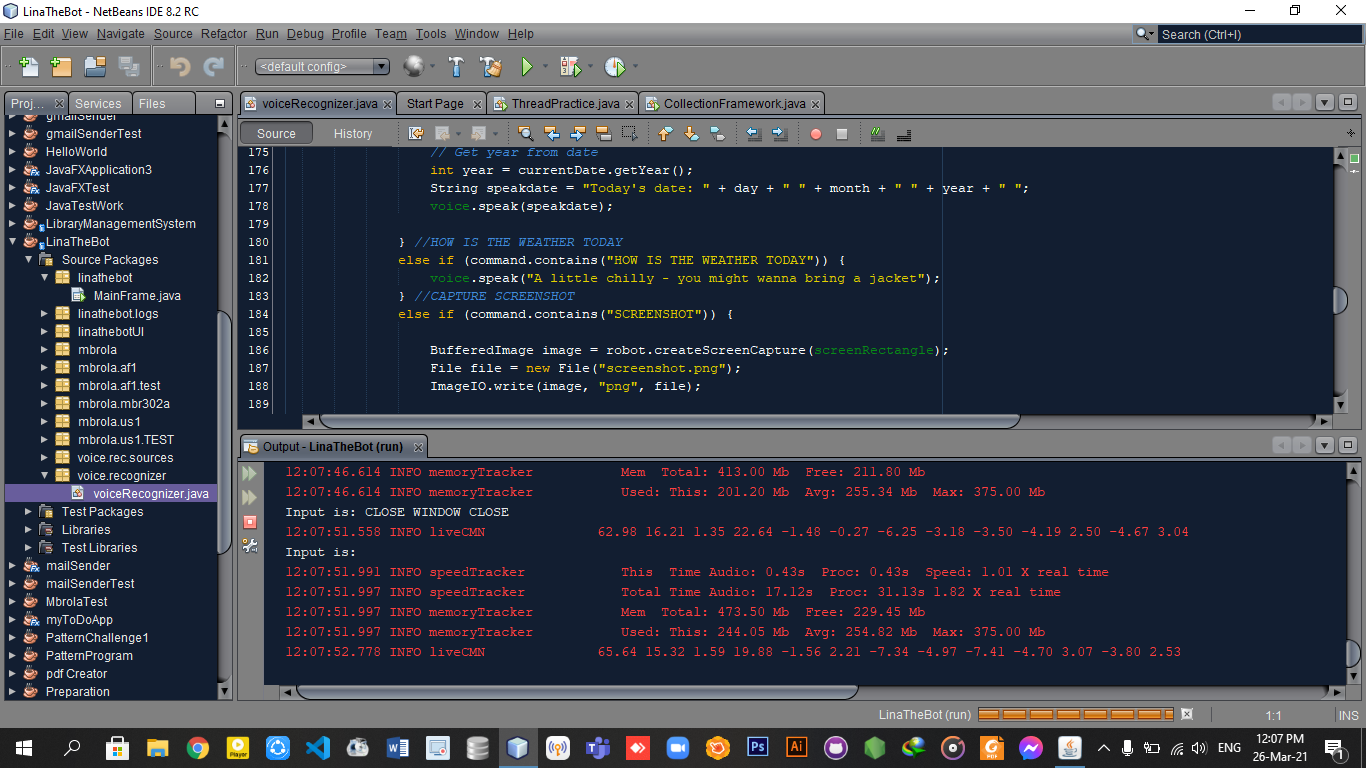 LinaTheBot - NetBeans IDE 8.2 RC
File Edit View Navigate Source Refactor Run Debug Profile Team Tools Window Help
Search (Ctrl+I)
<default config>
Proj... Services Files
gmailSender
gmailSenderTest
HelloWorld
JavaFXApplication3
JavaFXTest
JavaTestWork
LibraryManagementSystem
LinaTheBot
Source Packages
linathebot
MainFrame.java
linathebot.logs
linathebotUI
mbrola
mbrola.af1
mbrola.af1.test
mbrola.mbr302a
mbrola.us1
mbrola.us1.TEST
voice.rec.sources
voice.recognizer
voiceRecognizer.java
Test Packages
Libraries
Test Libraries
mailSender
mailSenderTest
MbrolaTest
myToDoApp
PatternChallenge1
PatternProgram
pdf Creator
Preparation
voiceRecognizer.java Start Page ThreadPractice.java CollectionFramework.java
Source History
175 // Get year from date
176 int year = currentDate.getYear();
177 String speakdate = "Today's date: " + day + " " + month + " " + year + " ";
178 voice.speak(speakdate);
179
180 } //HOW IS THE WEATHER TODAY
181 else if (command.contains("HOW IS THE WEATHER TODAY")) {
182 voice.speak("A little chilly - you might wanna bring a jacket");
183 } //CAPTURE SCREENSHOT
184 else if (command.contains("SCREENSHOT")) {
185
186 BufferedImage image = robot.createScreenCapture(screenRectangle);
187 File file = new File("screenshot.png");
188 ImageIO.write(image, "png", file);
189
Output - LinaTheBot (run)
12:07:46.614 INFO memoryTracker Mem Total: 413.00 Mb Free: 211.80 Mb
12:07:46.614 INFO memoryTracker Used: This: 201.20 Mb Avg: 255.34 Mb Max: 375.00 Mb
Input is: CLOSE WINDOW CLOSE
12:07:51.558 INFO liveCMN 62.98 16.21 1.35 22.64 -1.48 -0.27 -6.25 -3.18 -3.50 -4.19 2.50 -4.67 3.04
Input is:
12:07:51.991 INFO speedTracker This Time Audio: 0.43s Proc: 0.43s Speed: 1.01 X real time
12:07:51.997 INFO speedTracker Total Time Audio: 17.12s Proc: 31.13s 1.82 X real time
12:07:51.997 INFO memoryTracker Mem Total: 473.50 Mb Free: 229.45 Mb
12:07:51.997 INFO memoryTracker Used: This: 244.05 Mb Avg: 254.82 Mb Max: 375.00 Mb
12:07:52.778 INFO liveCMN 65.64 15.32 1.59 19.88 -1.56 2.21 -7.34 -4.97 -7.41 -4.70 3.07 -3.80 2.53
LinaTheBot (run) 1:1 INS
Player
Ps
Ai
PDF
ENG
12:07 PM
26-Mar-21
1